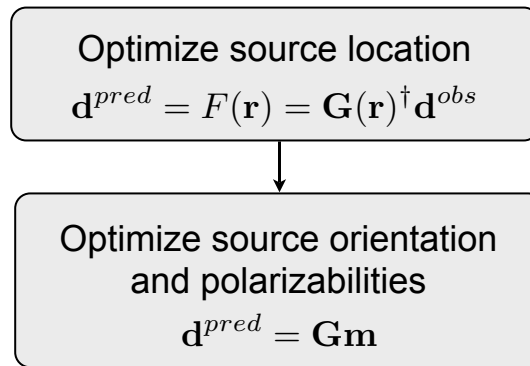 Optimize source location
d^{pred} = F(r) = G(r)^† d^{obs}
Optimize source orientation
and polarizabilities
d^{pred} = Gm